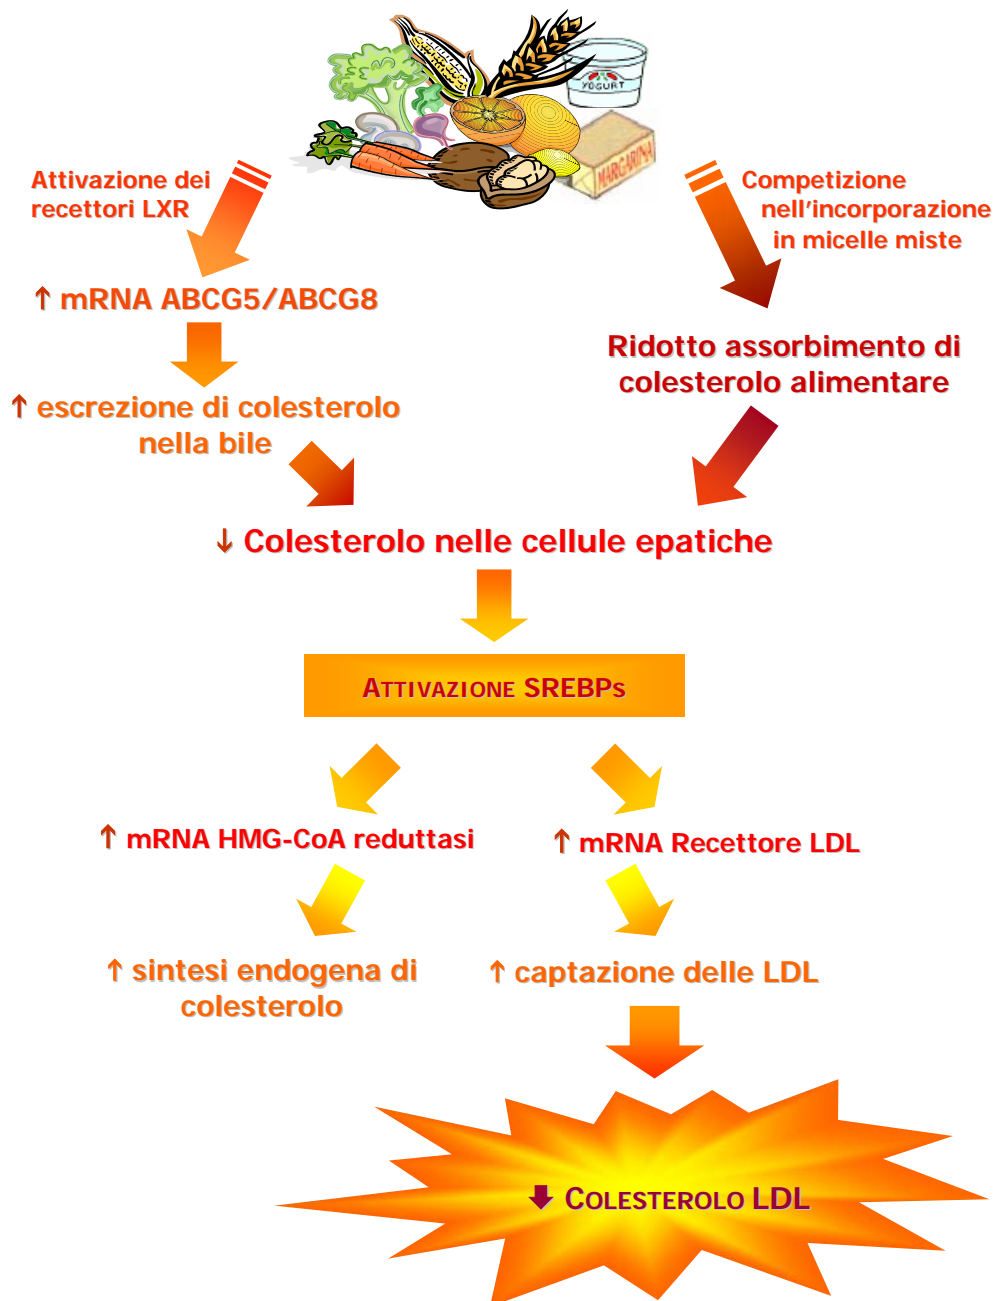 YOGURT
MARGARINA
Attivazione dei
recettori LXR
Competizione
nell'incorporazione
in micelle miste
↑ mRNA ABCG5/ABCG8
Ridotto assorbimento di
colesterolo alimentare
↑ escrezione di colesterolo
nella bile
↓ Colesterolo nelle cellule epatiche
ATTIVAZIONE SREBPs
↑ mRNA HMG-CoA reduttasi
↑ mRNA Recettore LDL
↑ sintesi endogena di
colesterolo
↑ captazione delle LDL
↓ COLESTEROLO LDL